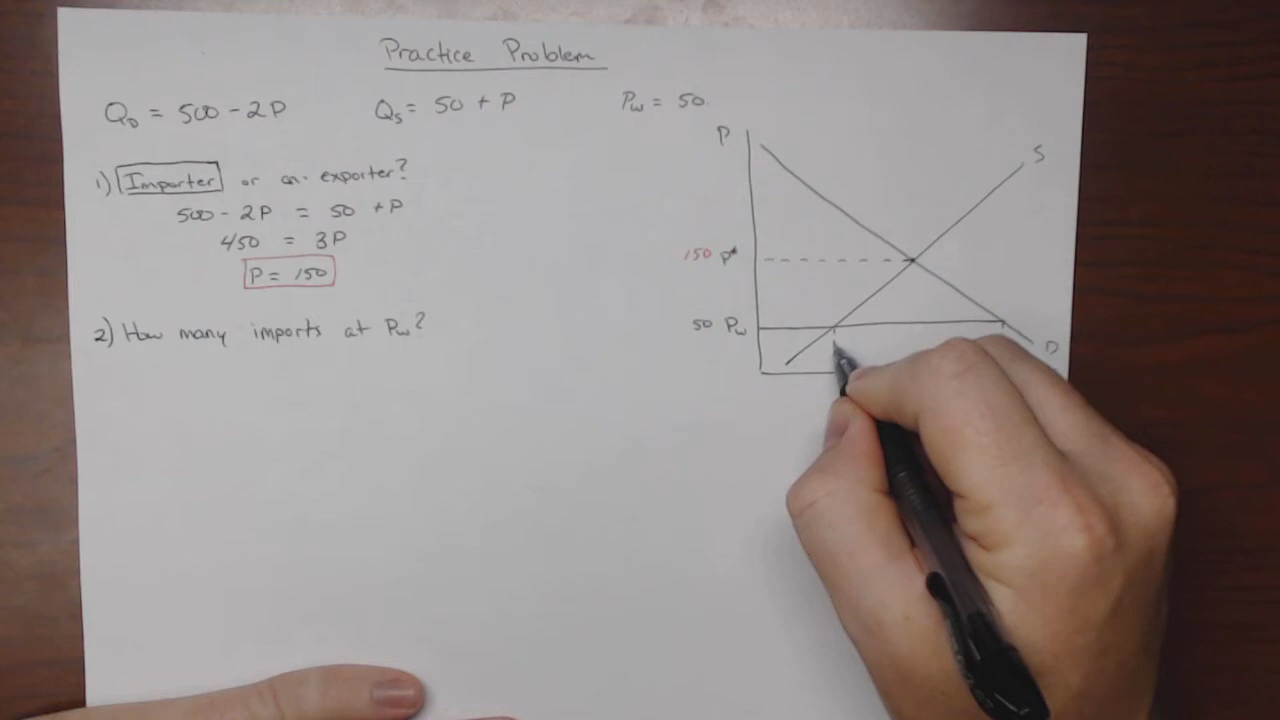 Practice Problem
Q_D = 500 - 2P
Q_S = 50 + P
P_W = 50.
1) Importer or an exporter?
500 - 2P = 50 + P
450 = 3P
P = 150
2) How many imports at P_W?
P
S
150 P*
50 P_W
D